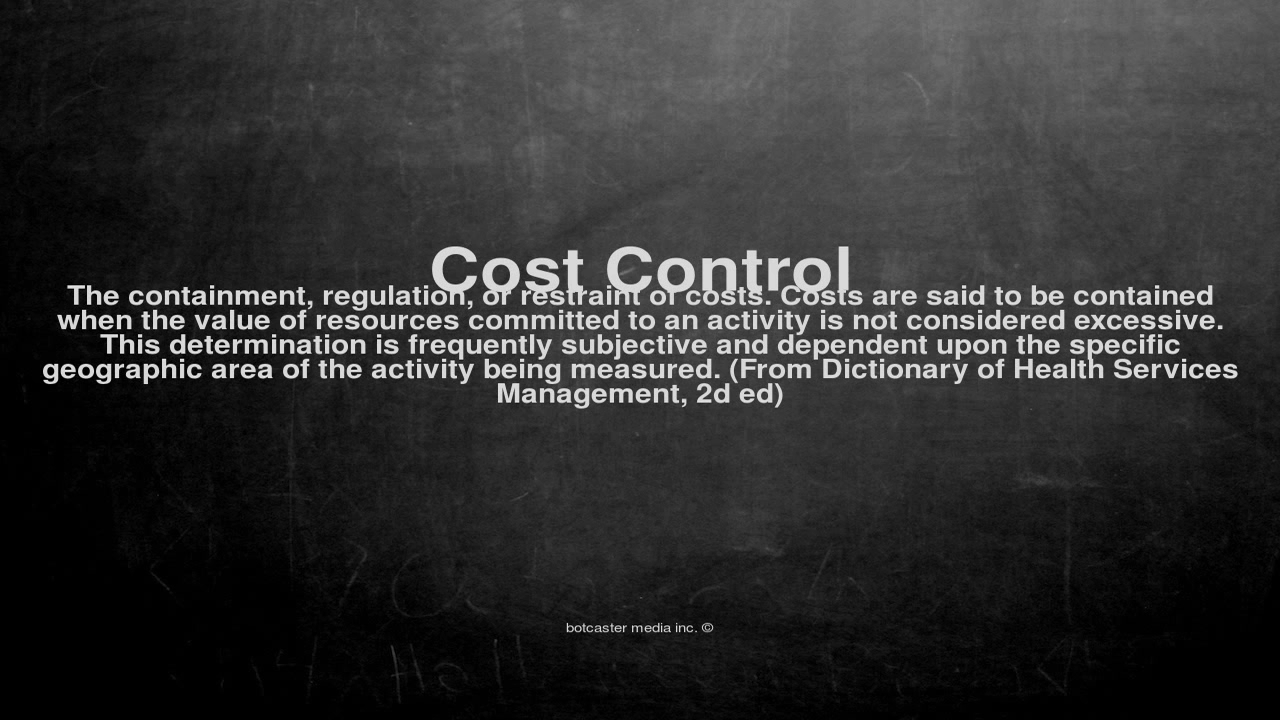 Cost Control
The containment, regulation, or restraint of costs. Costs are said to be contained
when the value of resources committed to an activity is not considered excessive.
This determination is frequently subjective and dependent upon the specific
geographic area of the activity being measured. (From Dictionary of Health Services
Management, 2d ed)
botcaster media inc. ©